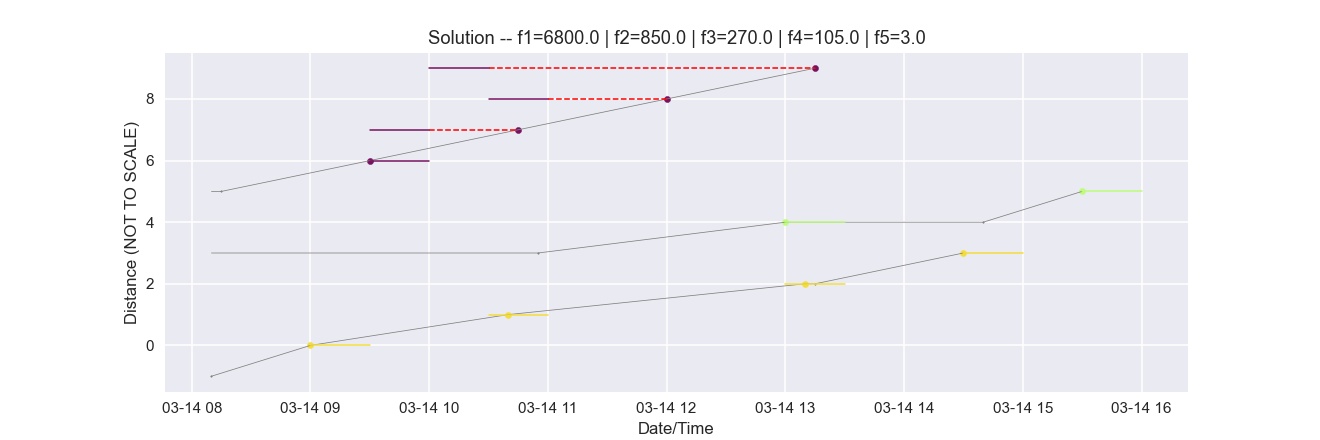 Solution -- f1=6800.0 | f2=850.0 | f3=270.0 | f4=105.0 | f5=3.0
Distance (NOT TO SCALE)
8
6
4
2
0
03-14 08 03-14 09 03-14 10 03-14 11 03-14 12 03-14 13 03-14 14 03-14 15 03-14 16
Date/Time